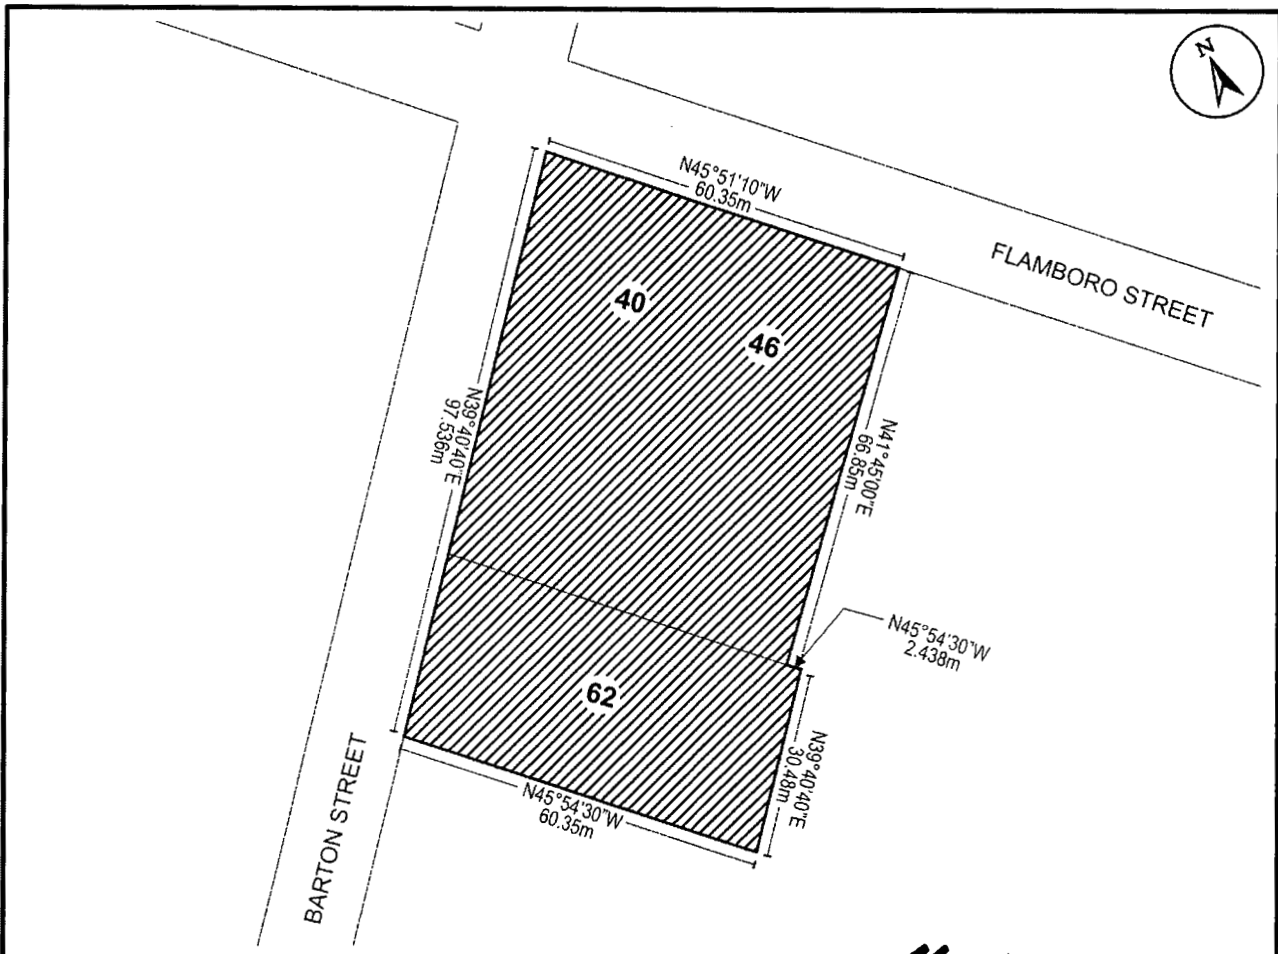 N
N45°51'10"W
60.35m
FLAMBORO STREET
40
46
N39°40'40"E
97.536m
N41°45'00"E
66.85m
N45°54'30"W
2.438m
62
N39°40'40"E
30.48m
N45°54'30"W
60.35m
BARTON STREET